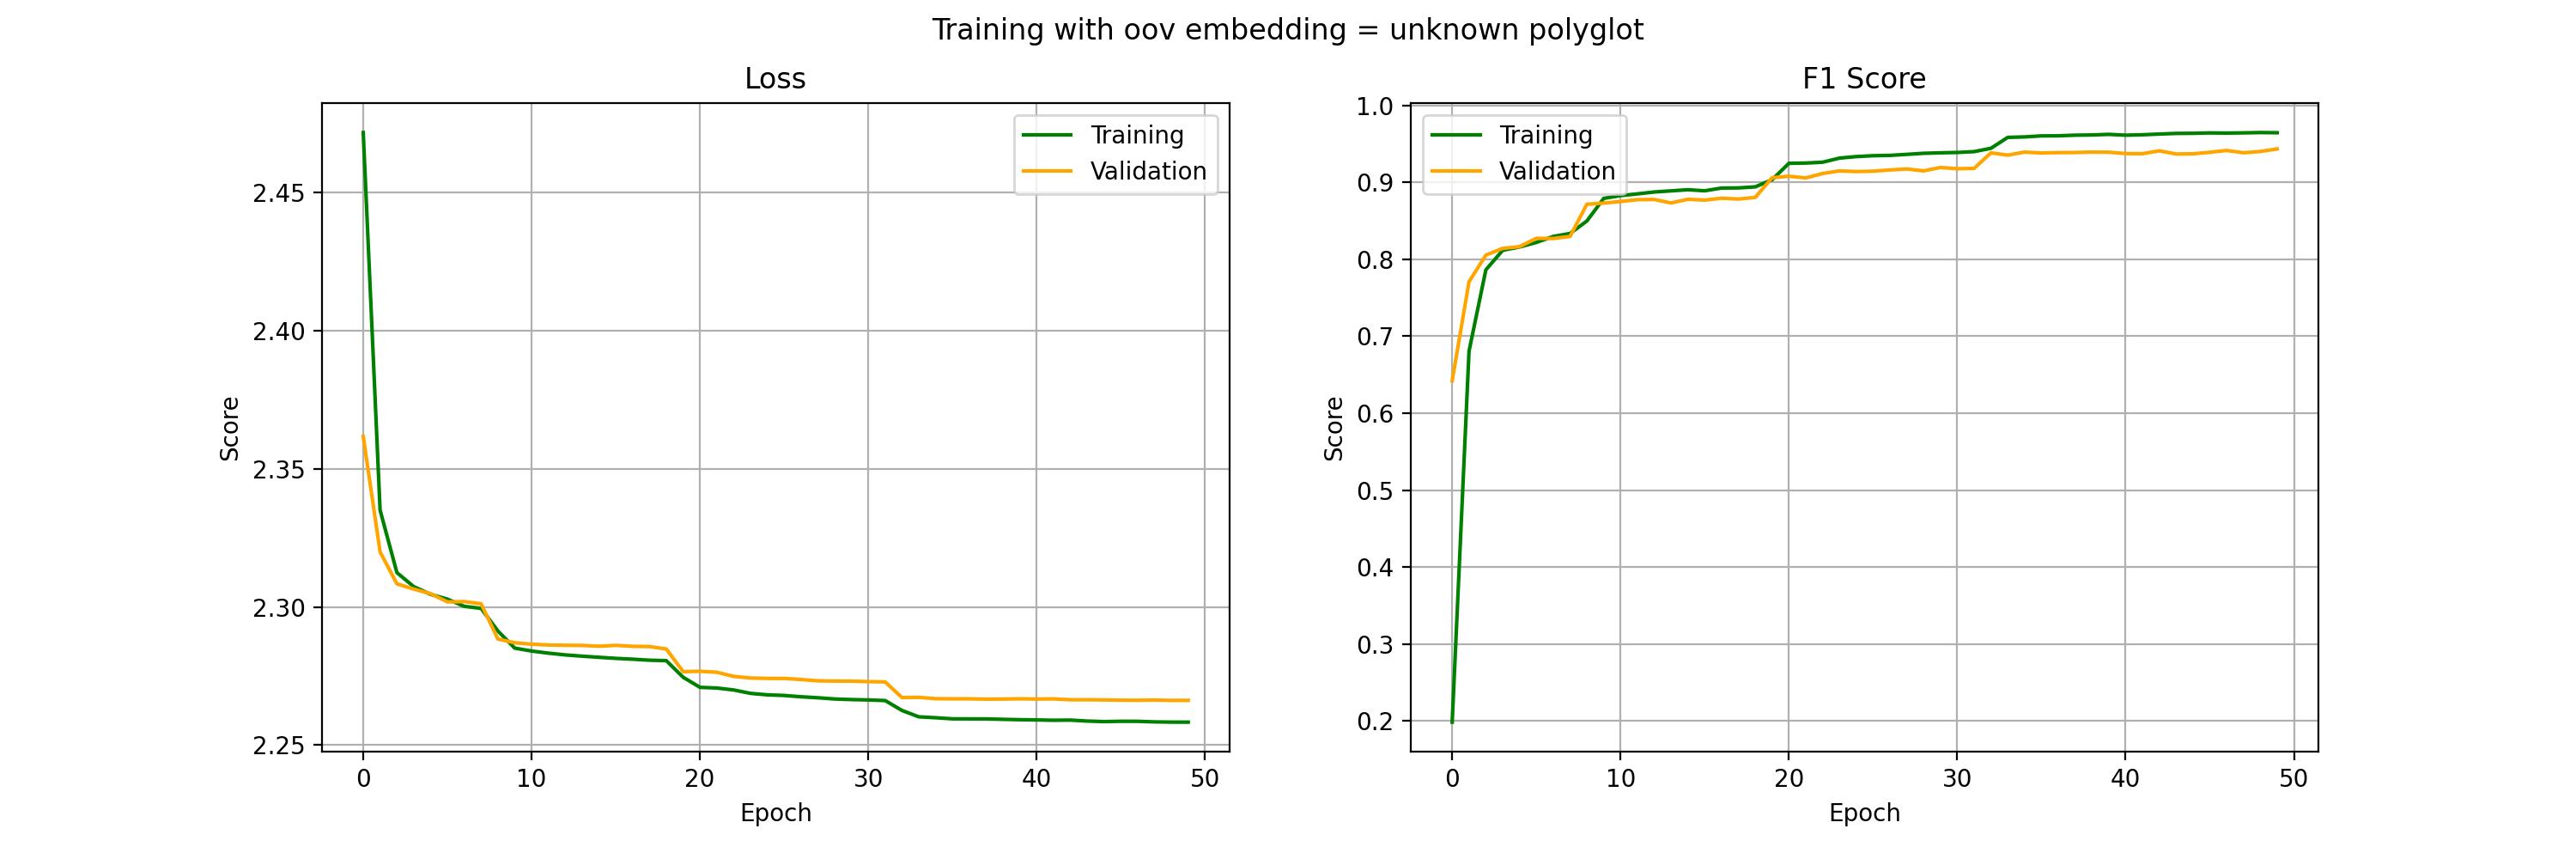 Training with oov embedding = unknown polyglot
Loss
Training
Validation
2.45
2.40
2.35
2.30
2.25
Score
0 10 20 30 40 50
Epoch
F1 Score
Training
Validation
1.0
0.9
0.8
0.7
0.6
0.5
0.4
0.3
0.2
Score
0 10 20 30 40 50
Epoch